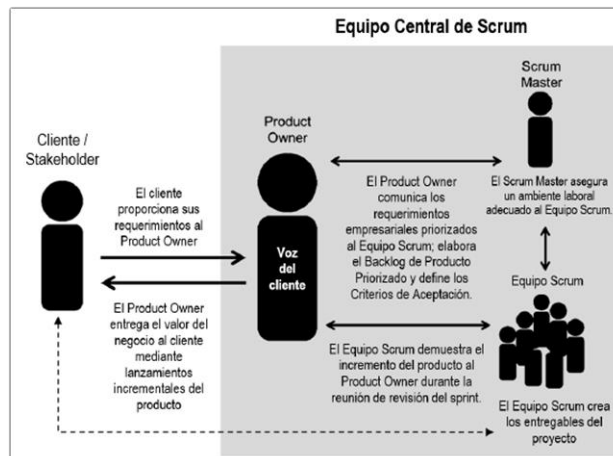 Equipo Central de Scrum
Scrum
Master
Product
Owner
Cliente /
Stakeholder
El cliente
proporciona sus
requerimientos al
Product Owner
Voz
del
cliente
El Product Owner
comunica los
requerimientos
empresariales priorizados
al Equipo Scrum; elabora
el Backlog de Producto
Priorizado y define los
Criterios de Aceptación.
El Scrum Master asegura
un ambiente laboral
adecuado al Equipo Scrum.
Equipo Scrum
El Product Owner
entrega el valor del
negocio al cliente
mediante
lanzamientos
incrementales del
producto
El Equipo Scrum demuestra el
incremento del producto al
Product Owner durante la
reunión de revisión del sprint.
El Equipo Scrum crea
los entregables del
proyecto